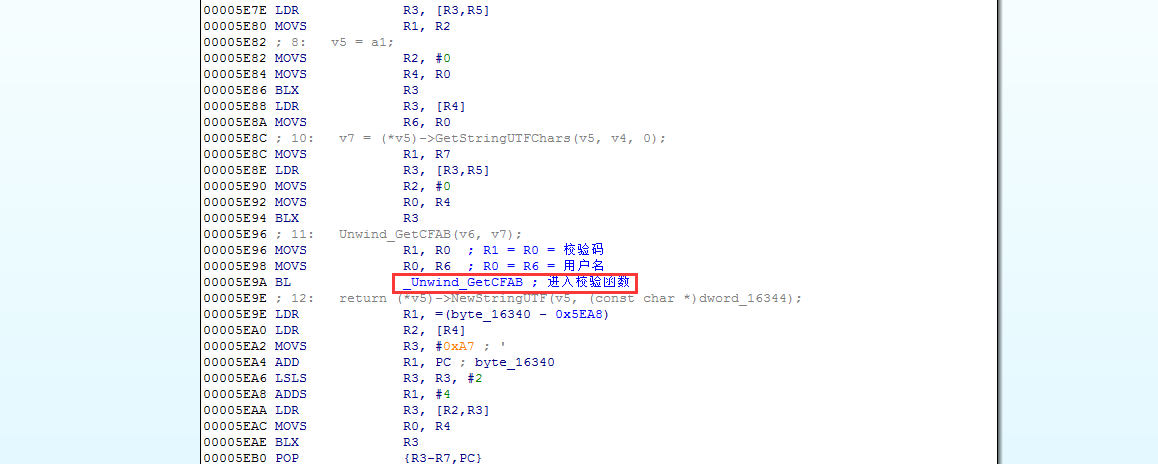 00005E7E LDR R3, [R3,R5]
00005E80 MOVS R1, R2
00005E82 ; 8: v5 = a1;
00005E82 MOVS R2, #0
00005E84 MOVS R4, R0
00005E86 BLX R3
00005E88 LDR R3, [R4]
00005E8A MOVS R6, R0
00005E8C ; 10: v7 = (*v5)->GetStringUTFChars(v5, v4, 0);
00005E8C MOVS R1, R7
00005E8E LDR R3, [R3,R5]
00005E90 MOVS R2, #0
00005E92 MOVS R0, R4
00005E94 BLX R3
00005E96 ; 11: Unwind_GetCFAB(v6, v7);
00005E96 MOVS R1, R0 ; R1 = R0 = 校验码
00005E98 MOVS R0, R6 ; R0 = R6 = 用户名
00005E9A BL _Unwind_GetCFAB ; 进入校验函数
00005E9E ; 12: return (*v5)->NewStringUTF(v5, (const char *)dword_16344);
00005E9E LDR R1, =(byte_16340 - 0x5EA8)
00005EA0 LDR R2, [R4]
00005EA2 MOVS R3, #0xA7 ; '
00005EA4 ADD R1, PC ; byte_16340
00005EA6 LSLS R3, R3, #2
00005EA8 ADDS R1, #4
00005EAA LDR R3, [R2,R3]
00005EAC MOVS R0, R4
00005EAE BLX R3
00005EB0 POP {R3-R7,PC}